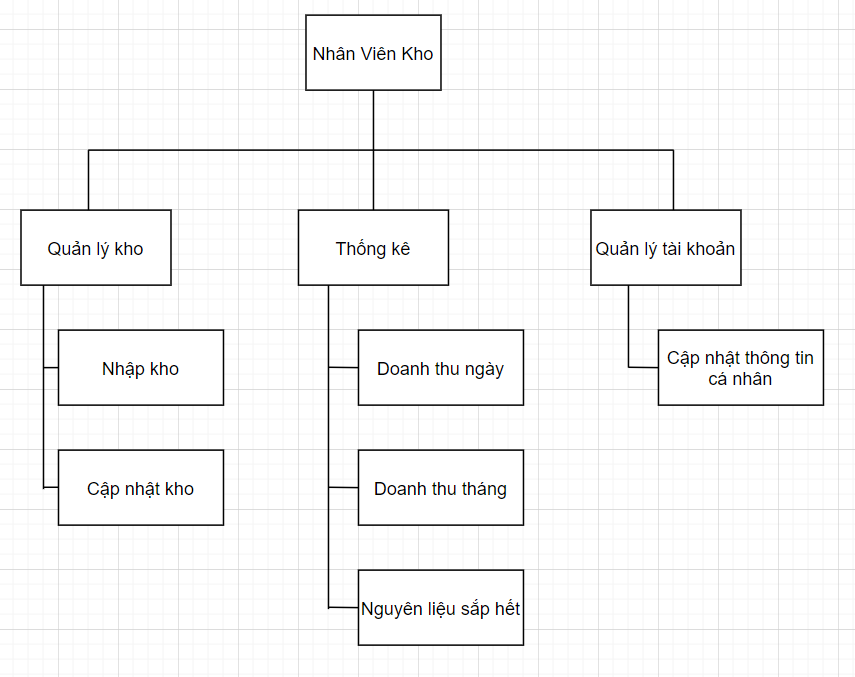 Nhân Viên Kho
Quản lý kho
Thống kê
Quản lý tài khoản
Nhập kho
Doanh thu ngày
Cập nhật thông tin
cá nhân
Cập nhật kho
Doanh thu tháng
Nguyên liệu sắp hết